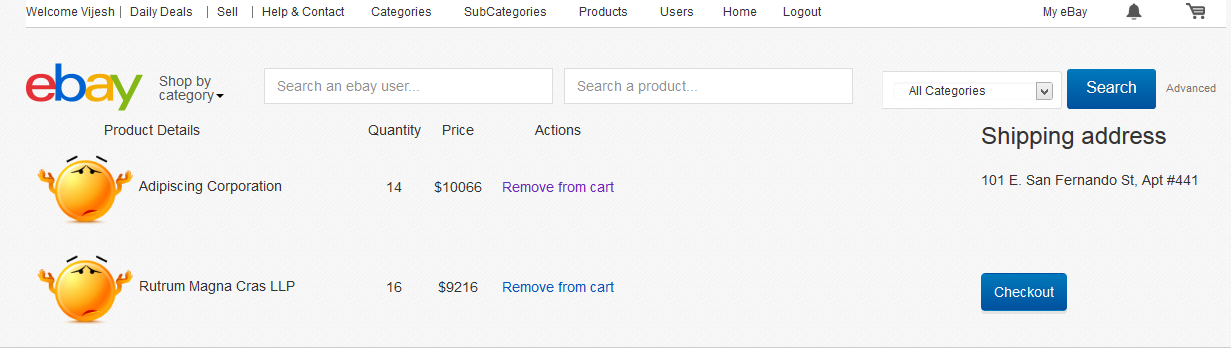 Welcome Vijesh | Daily Deals | Sell | Help & Contact Categories SubCategories Products Users Home Logout My eBay
ebay
Shop by
category
Search an ebay user...
Search a product...
All Categories
Search
Advanced
Product Details Quantity Price Actions
Shipping address
Adipiscing Corporation 14 $10066 Remove from cart
101 E. San Fernando St, Apt #441
Rutrum Magna Cras LLP 16 $9216 Remove from cart
Checkout